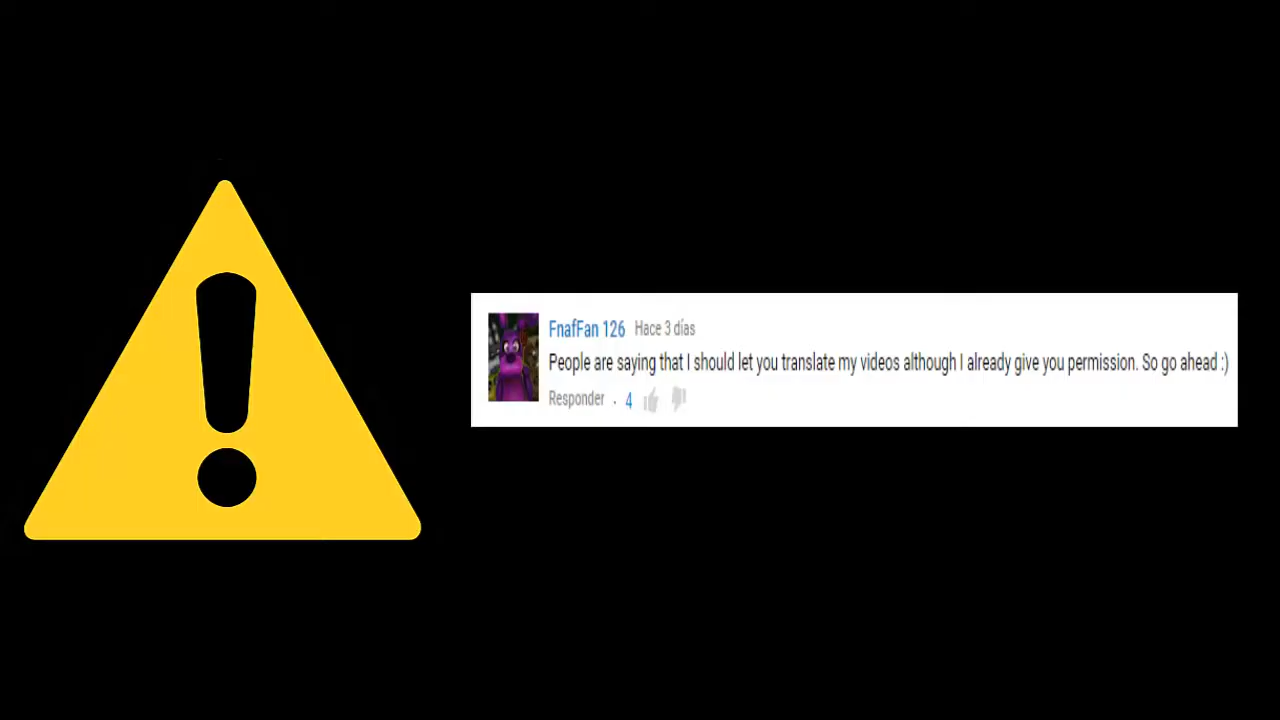 FnafFan 126 Hace 3 días
People are saying that I should let you translate my videos although I already give you permission. So go ahead :)
Responder · 4